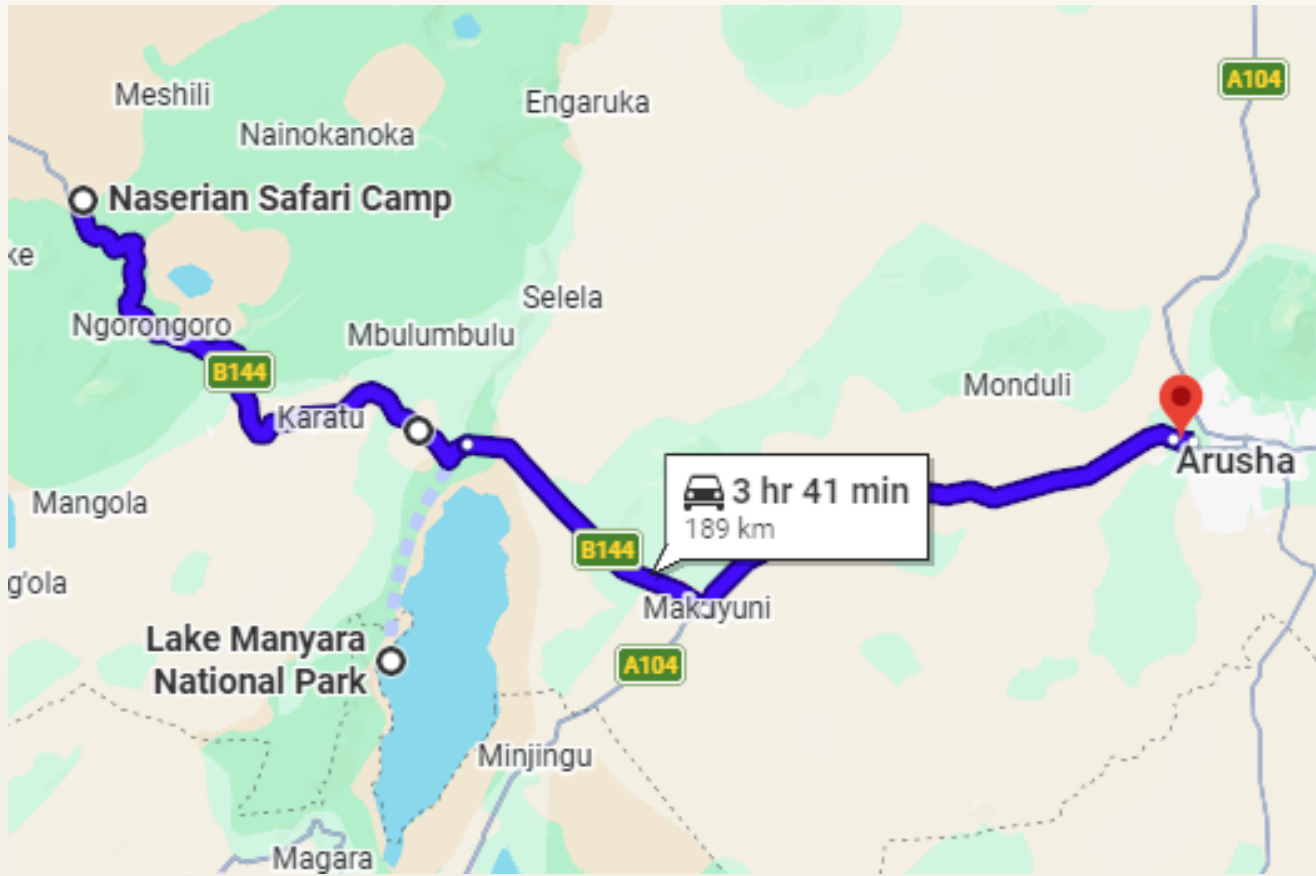 A104
Meshili
Engaruka
Nainokanoka
Naserian Safari Camp
ke
Selela
Ngorongoro
Mbulumbulu
B144
Monduli
Karatu
Arusha
3 hr 41 min
189 km
Mangola
B144
g'ola
Makuyuni
Lake Manyara
National Park
A104
Minjingu
Magara